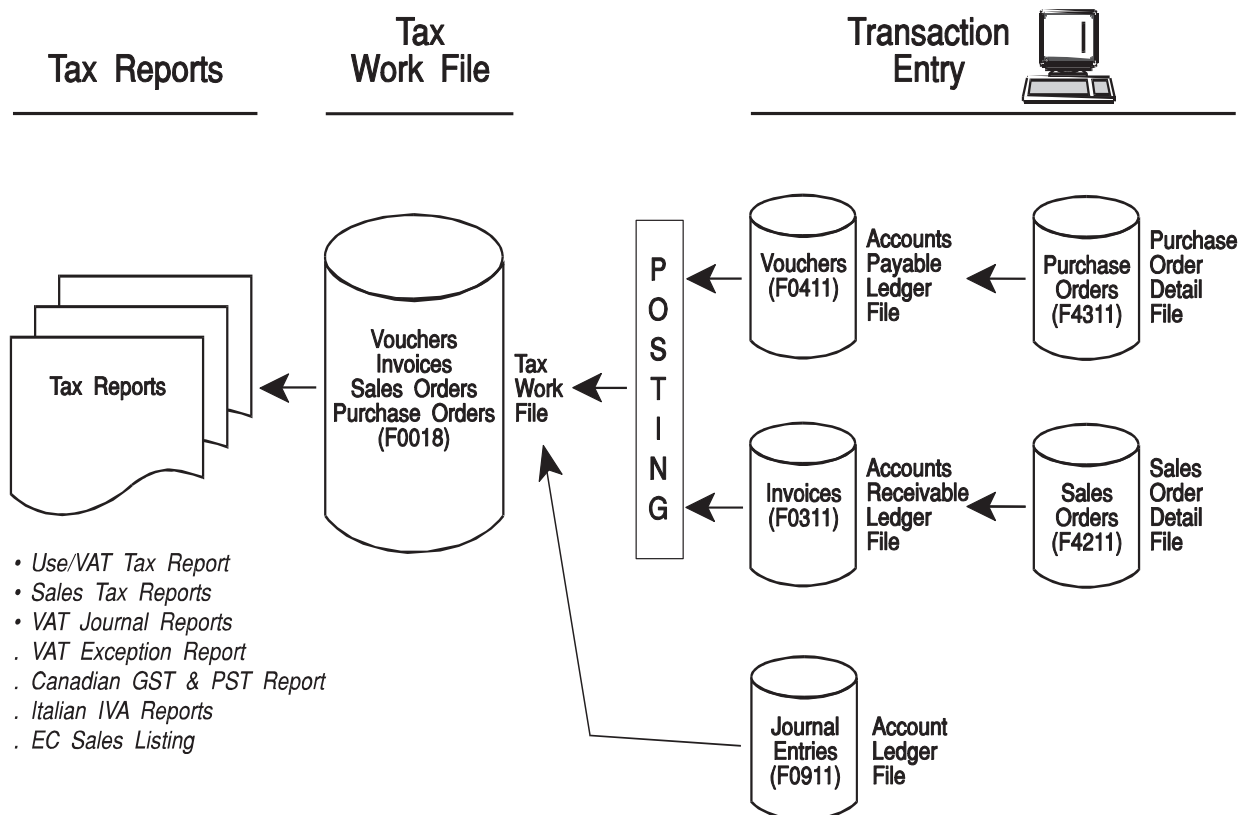 Tax Reports
Tax
Work File
Transaction
Entry
Tax Reports
• Use/VAT Tax Report
• Sales Tax Reports
• VAT Journal Reports
. VAT Exception Report
. Canadian GST & PST Report
. Italian IVA Reports
. EC Sales Listing
Vouchers
Invoices
Sales Orders
Purchase Orders
(F0018)
Tax
Work
File
P
O
S
T
I
N
G
Vouchers
(F0411)
Accounts
Payable
Ledger
File
Purchase
Orders
(F4311)
Purchase
Order
Detail
File
Invoices
(F0311)
Accounts
Receivable
Ledger
File
Sales
Orders
(F4211)
Sales
Order
Detail
File
Journal
Entries
(F0911)
Account
Ledger
File